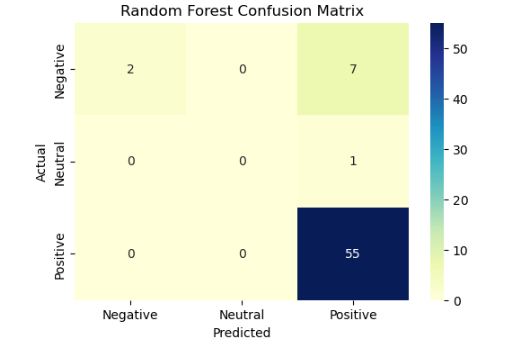 Random Forest Confusion Matrix
Negative 2 0 7
Neutral 0 0 1
Positive 0 0 55
Actual
Negative Neutral Positive
Predicted
50
40
30
20
10
0